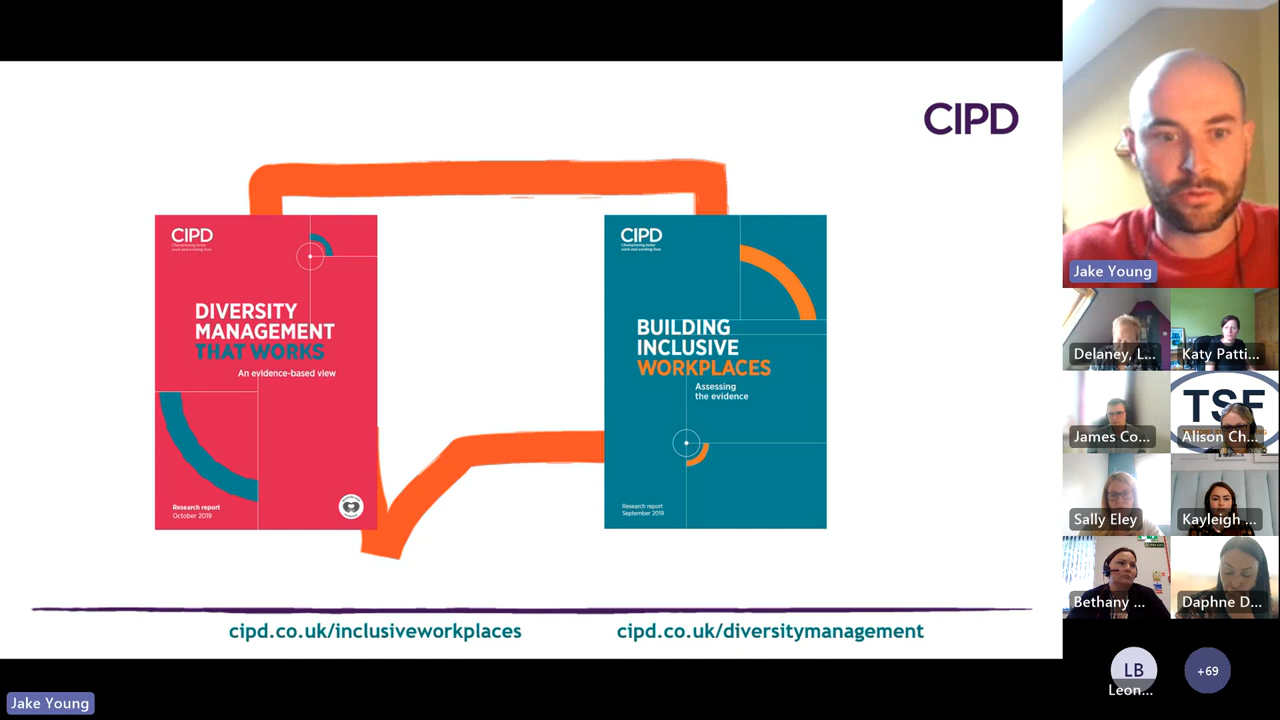 CIPD
CIPD
Championing better
work and working lives
DIVERSITY
MANAGEMENT
THAT WORKS
An evidence-based view
Research report
October 2019
CIPD
Championing better
work and working lives
BUILDING
INCLUSIVE
WORKPLACES
Assessing
the evidence
Research report
September 2019
cipd.co.uk/inclusiveworkplaces
cipd.co.uk/diversitymanagement
Jake Young
Jake Young
Delaney, L...
Katy Patti...
James Co...
TSF
Alison Ch...
Sally Eley
Kayleigh ...
Bethany ...
Daphne D...
LB
Leon...
+69